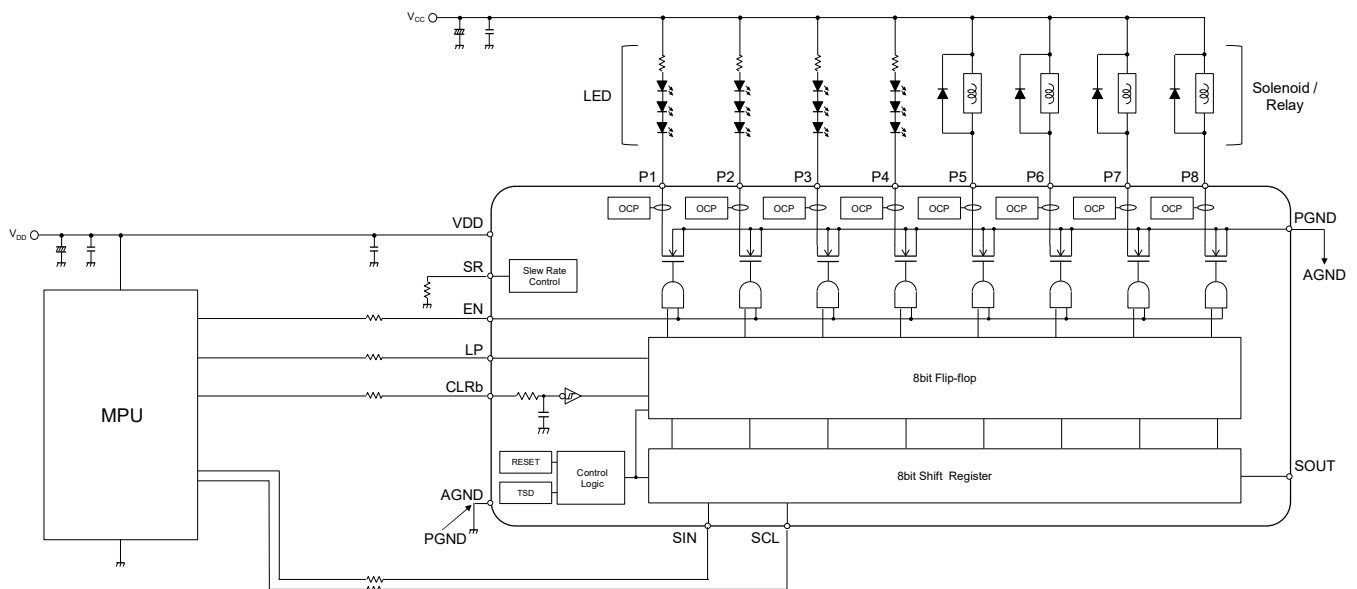 VCC
LED
Solenoid /
Relay
P1
P2
P3
P4
P5
P6
P7
P8
OCP
OCP
OCP
OCP
OCP
OCP
OCP
OCP
PGND
VDD
VDD
AGND
SR
Slew Rate
Control
EN
LP
8bit Flip-flop
CLRb
MPU
RESET
TSD
Control
Logic
8bit Shift Register
SOUT
AGND
PGND
SIN
SCL